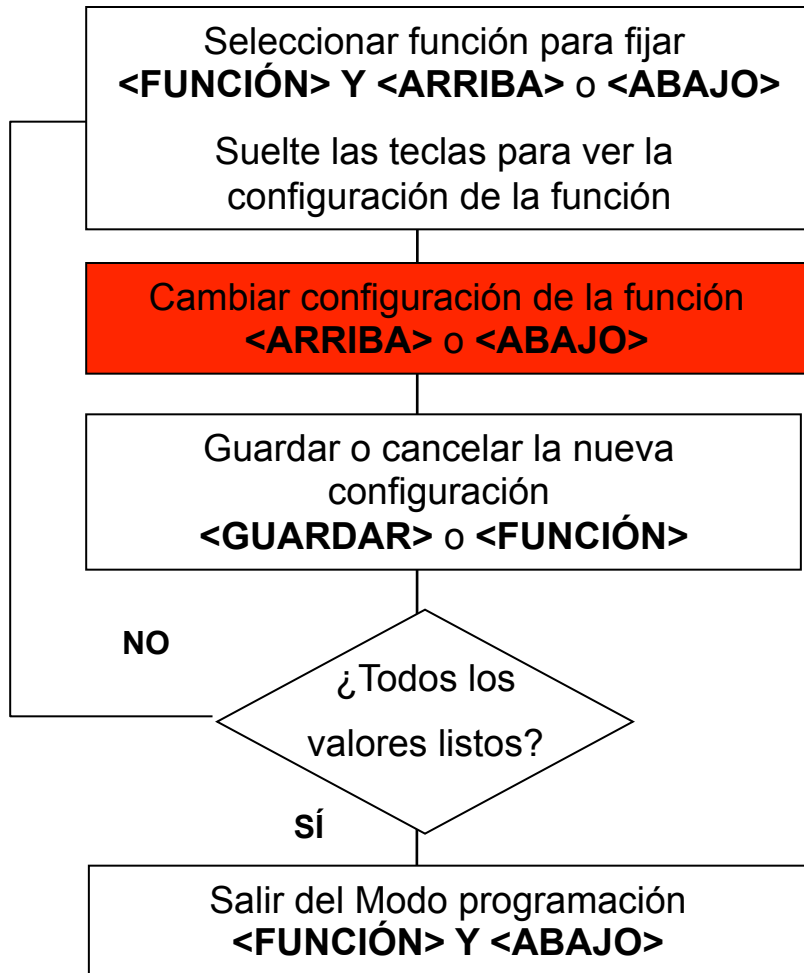 Seleccionar función para fijar
<FUNCIÓN> Y <ARRIBA> o <ABAJO>
Suelte las teclas para ver la
configuración de la función
Cambiar configuración de la función
<ARRIBA> o <ABAJO>
Guardar o cancelar la nueva
configuración
<GUARDAR> o <FUNCIÓN>
NO
¿Todos los
valores listos?
SÍ
Salir del Modo programación
<FUNCIÓN> Y <ABAJO>